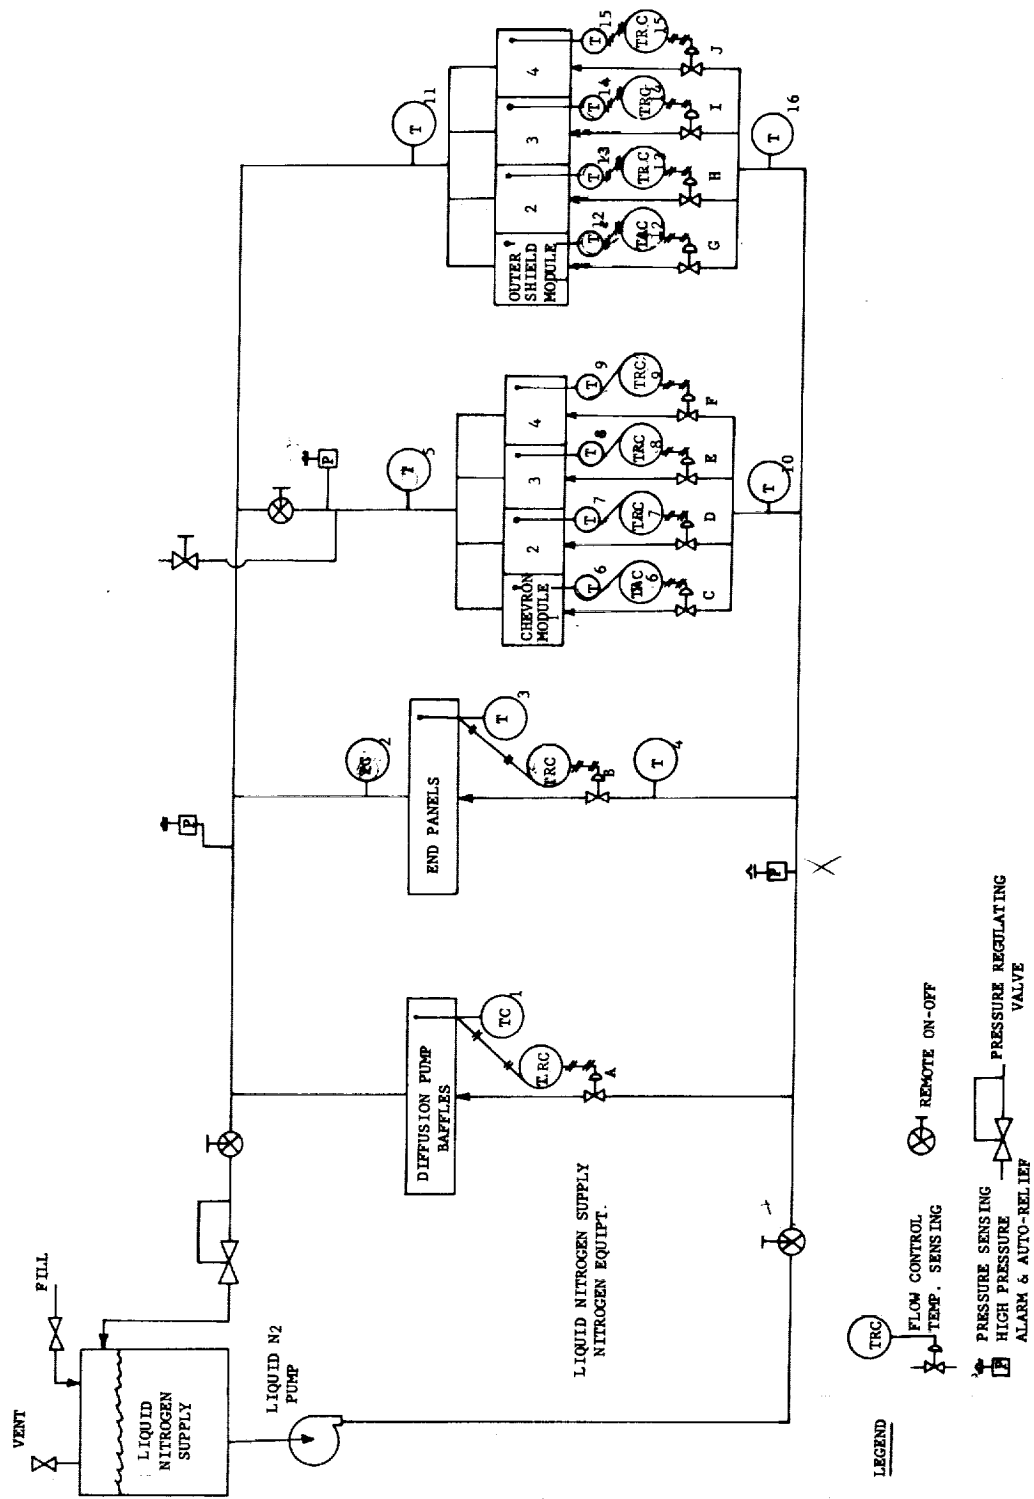 VENT
FILL
LIQUID
NITROGEN
SUPPLY
LIQUID N2
PUMP
DIFFUSION PUMP
BAFFLES
TC
1
TRC
A
END PANELS
2
T
3
TRC
B
T
4
P
P
P
T
5
CHEVRON
MODULE
1
2
3
4
T
6
T
7
T
8
T
9
6
TRC
7
TRC
8
TRC
9
C
D
E
F
T
10
T
11
OUTER
SHIELD
MODULE
2
3
4
T
12
T
13
T
14
T
15
12
TRC
13
TRC
14
TRC
15
G
H
I
J
T
16
LIQUID NITROGEN SUPPLY
NITROGEN EQUIPT.
LEGEND
TRC
FLOW CONTROL
TEMP. SENSING
REMOTE ON-OFF
P
PRESSURE SENSING
HIGH PRESSURE
ALARM & AUTO-RELIEF
PRESSURE REGULATING
VALVE